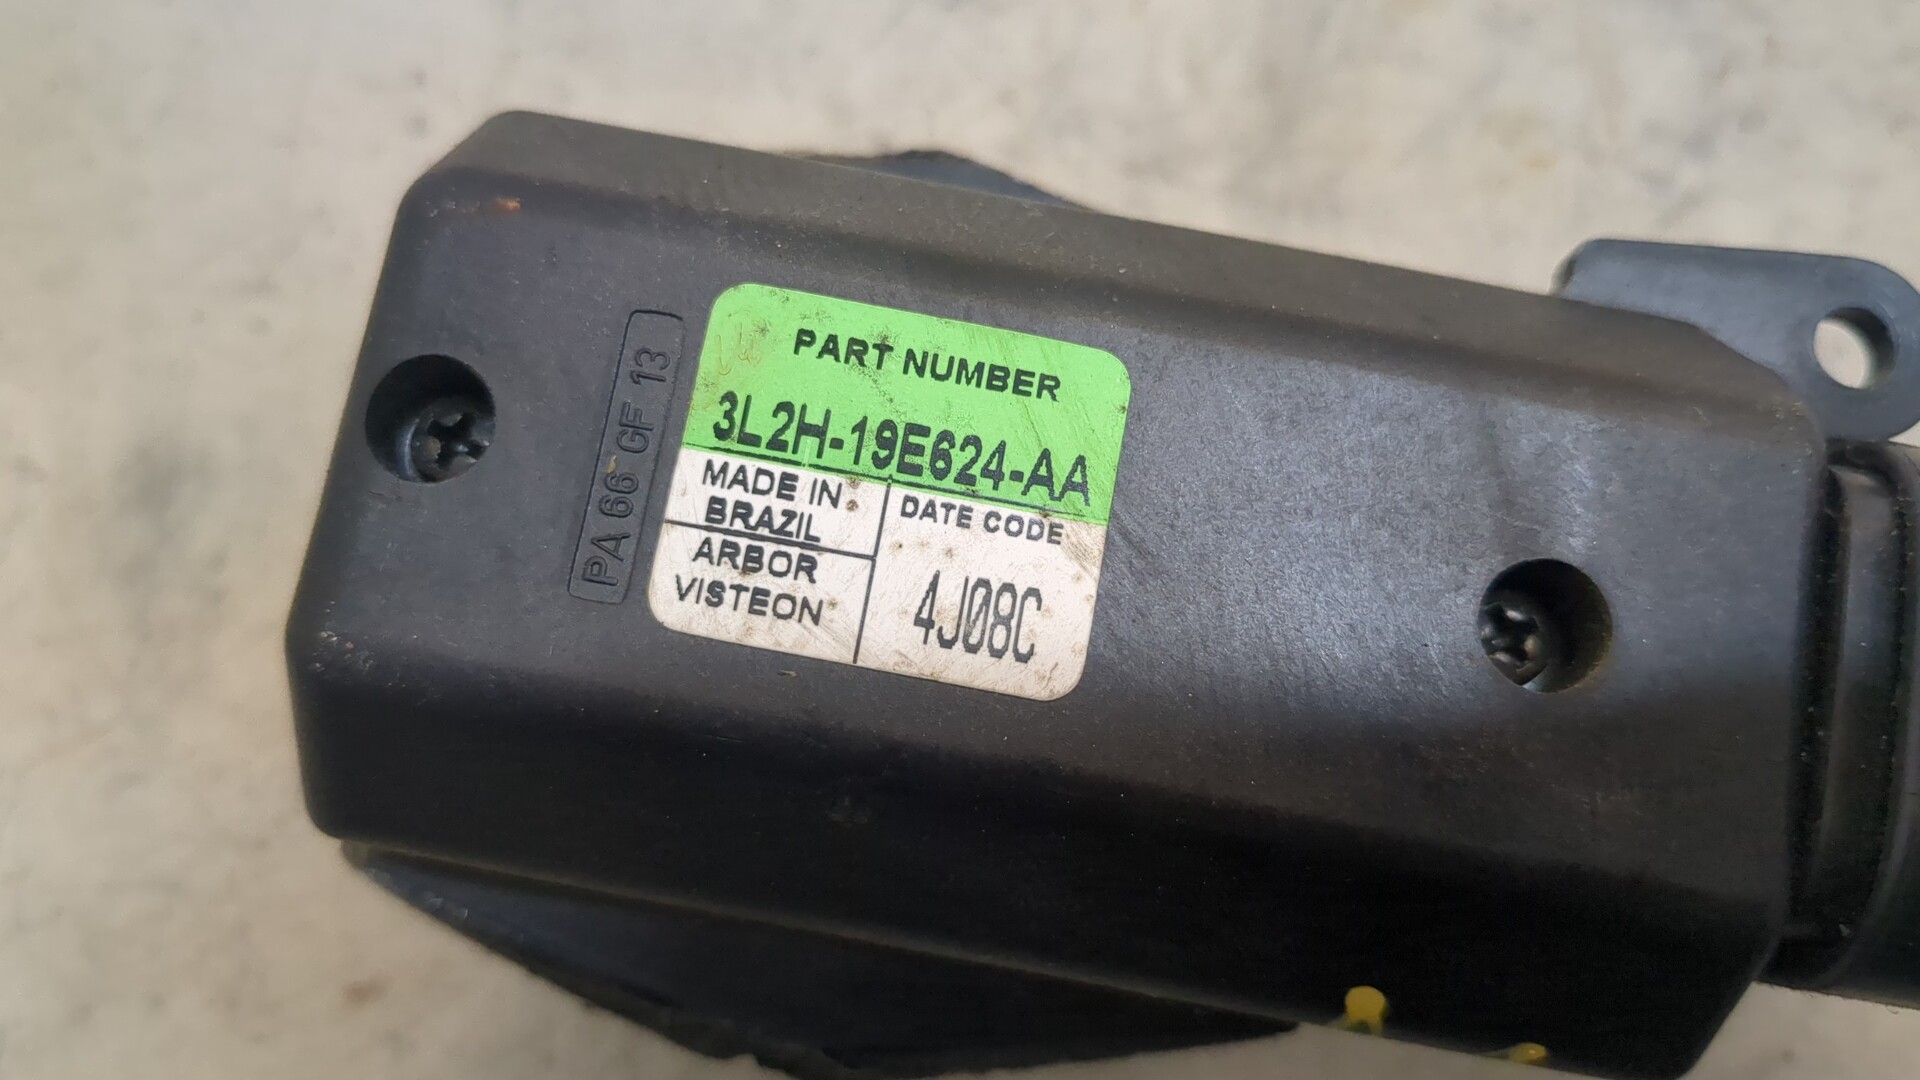 PA 66 GF 13
PART NUMBER
3L2H-19E624-AA
MADE IN
BRAZIL
ARBOR
VISTEON
DATE CODE
4J08C